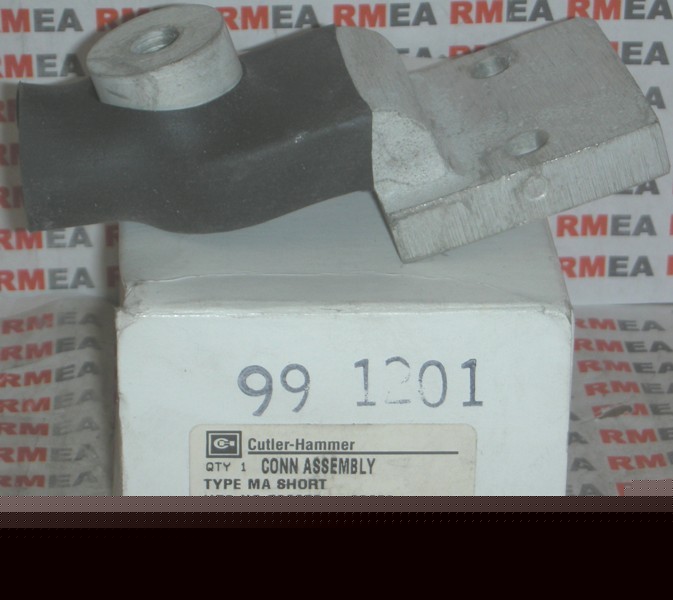 RMEA RMEA RMEA RMEA
99 1201
Cutler-Hammer
QTY 1 CONN ASSEMBLY
TYPE MA SHORT